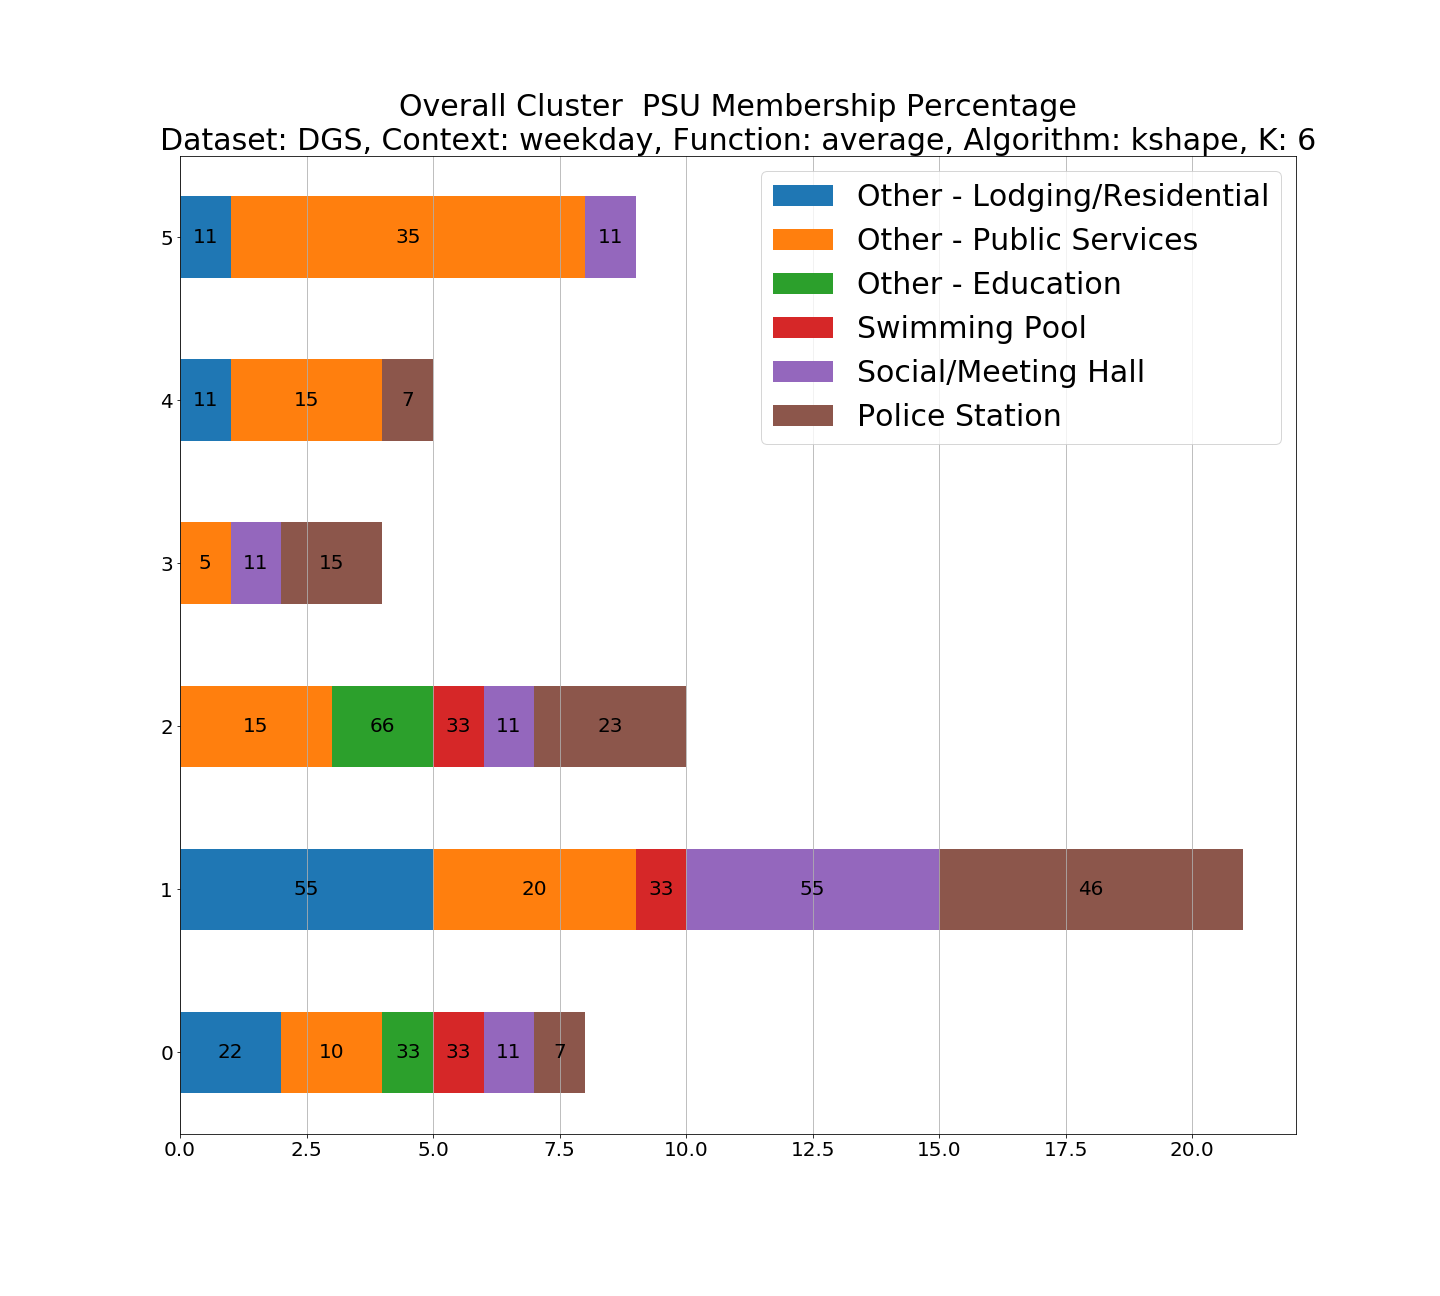 Overall Cluster  PSU Membership Percentage
Dataset: DGS, Context: weekday, Function: average, Algorithm: kshape, K: 6
Other - Lodging/Residential
Other - Public Services
Other - Education
Swimming Pool
Social/Meeting Hall
Police Station
5 11 35 11
4 11 15 7
3 5 11 15
2 15 66 33 11 23
1 55 20 33 55 46
0 22 10 33 33 11 7
0.0 2.5 5.0 7.5 10.0 12.5 15.0 17.5 20.0